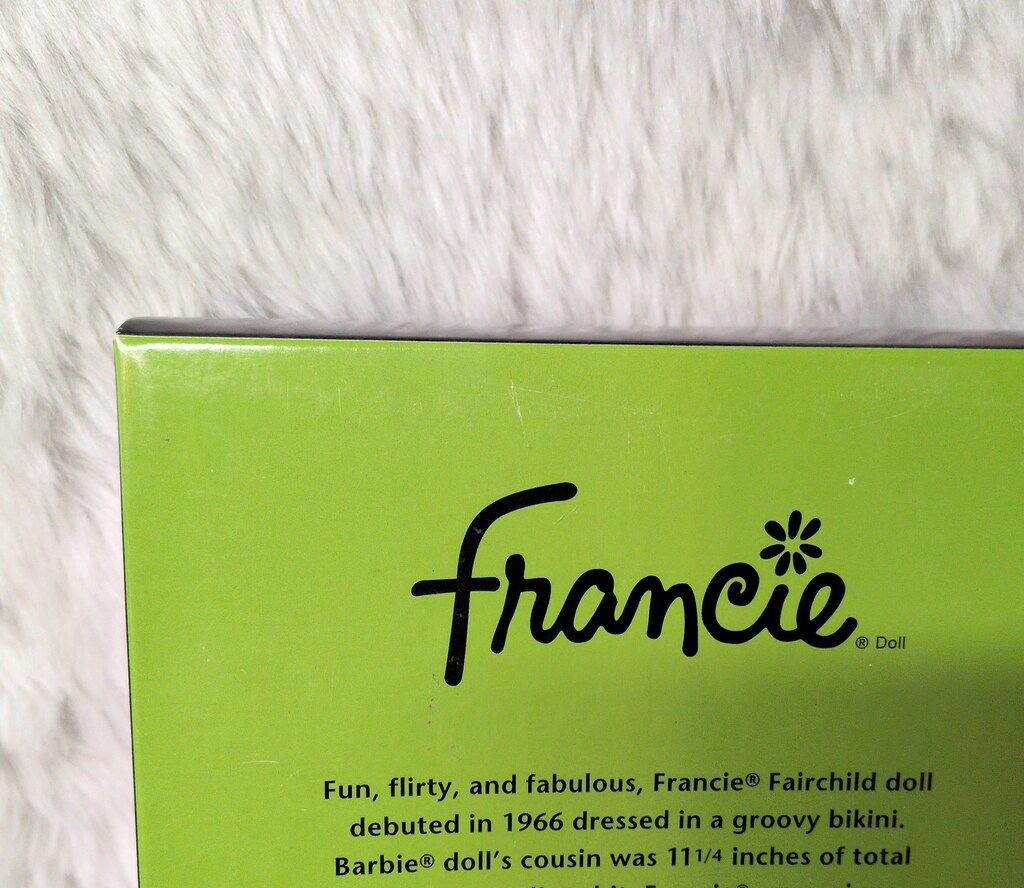 francie
® Doll
Fun, flirty, and fabulous, Francie® Fairchild doll
debuted in 1966 dressed in a groovy bikini.
Barbie® doll's cousin was 11 1/4 inches of total